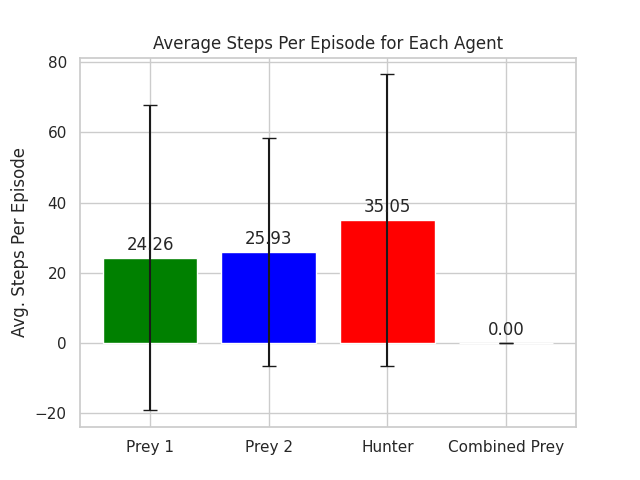 Average Steps Per Episode for Each Agent
Avg. Steps Per Episode
80
60
40
20
0
−20
24.26
25.93
35.05
0.00
Prey 1
Prey 2
Hunter
Combined Prey